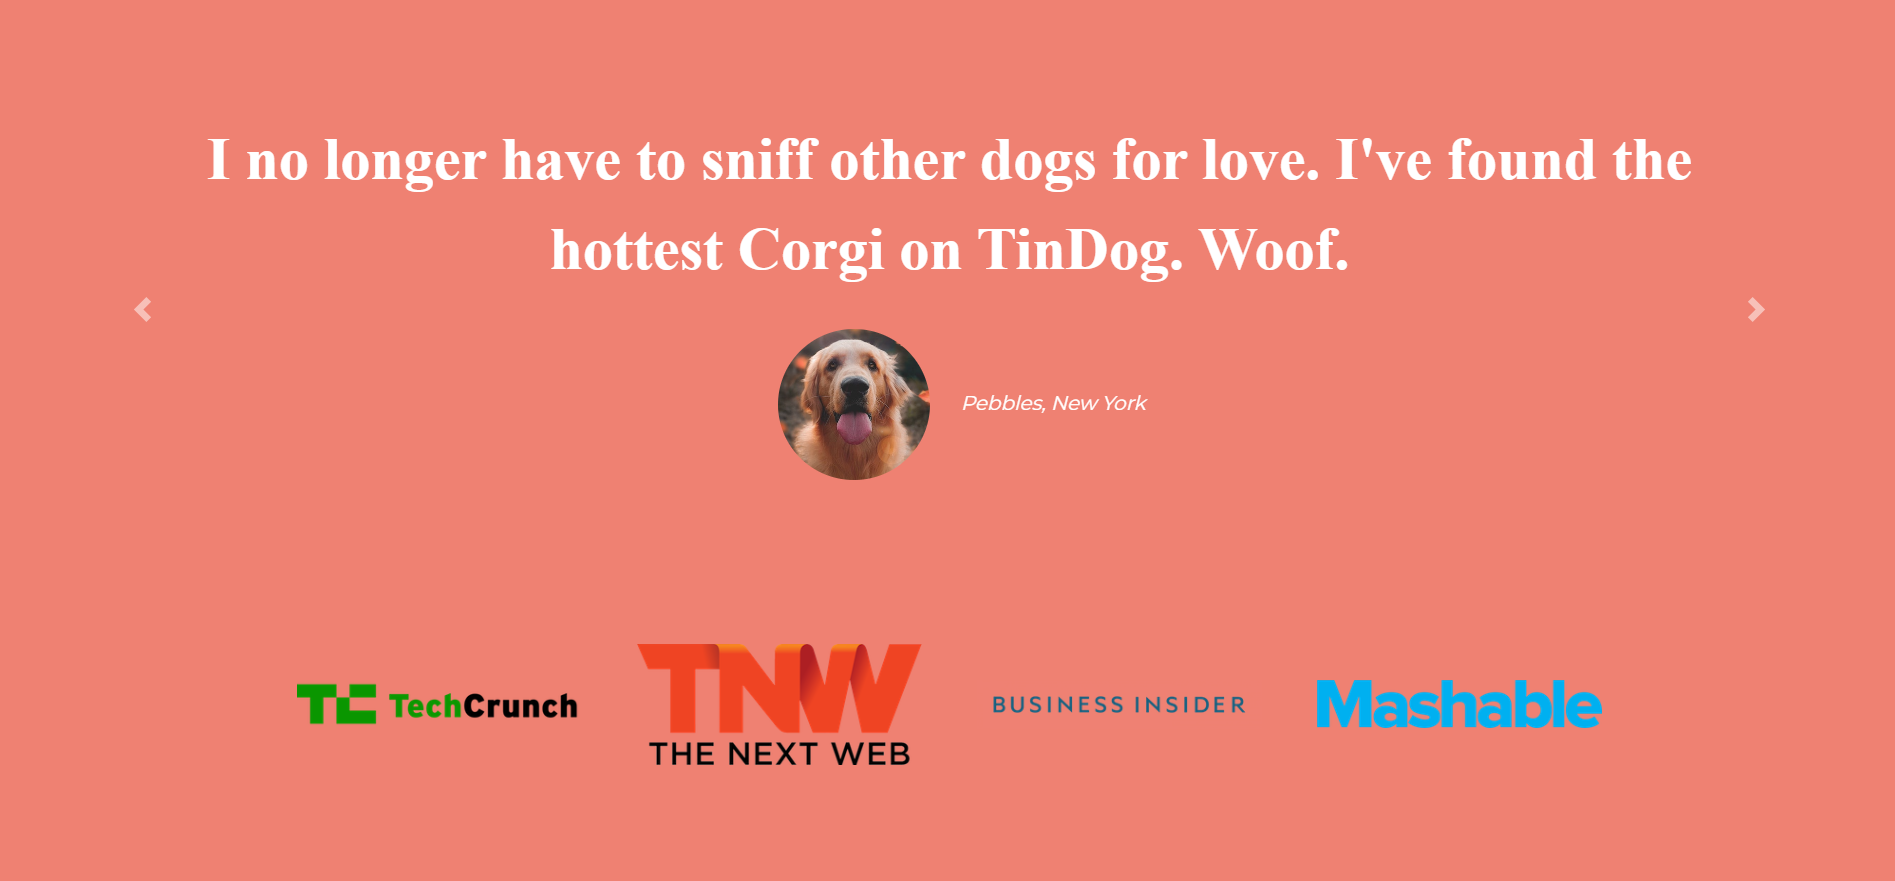 I no longer have to sniff other dogs for love. I've found the
hottest Corgi on TinDog. Woof.
Pebbles, New York
TC TechCrunch
TNW
THE NEXT WEB
BUSINESS INSIDER
Mashable